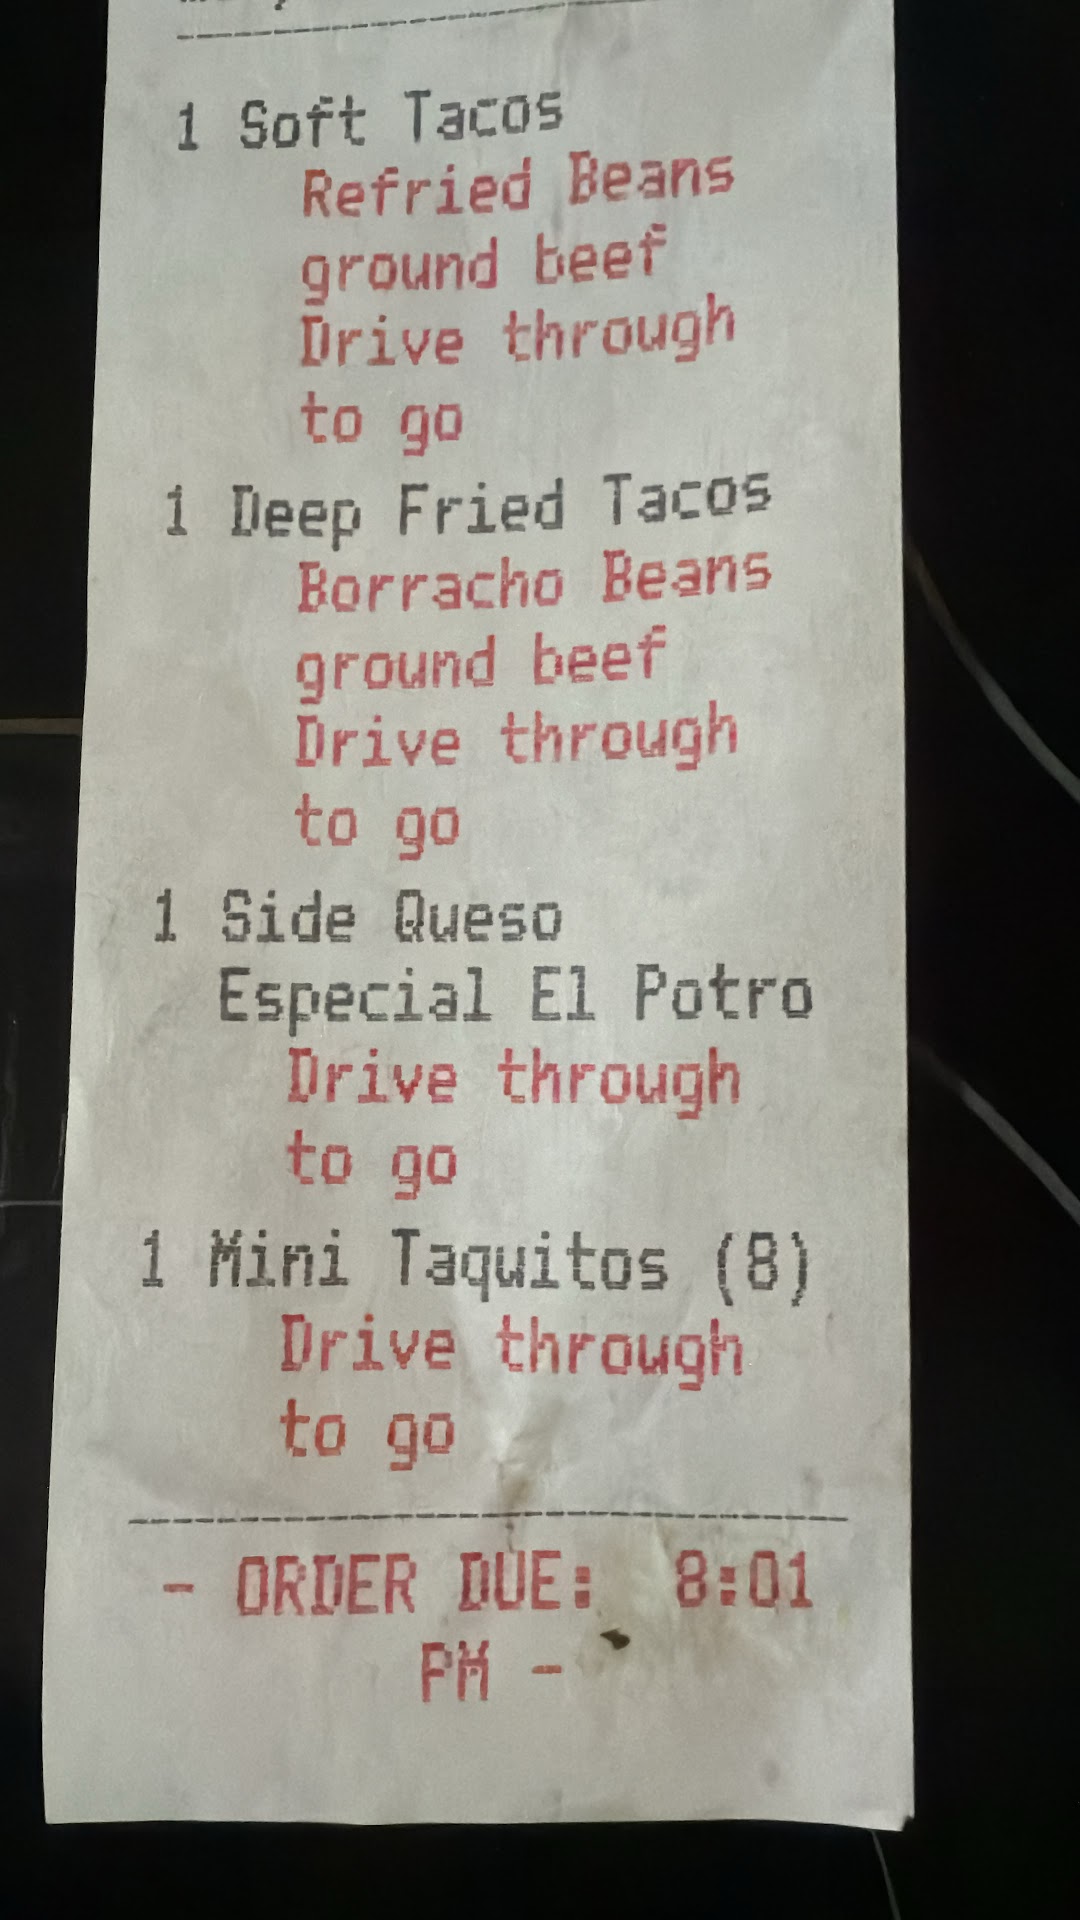 1 Soft Tacos
Refried Beans
ground beef
Drive through
to go
1 Deep Fried Tacos
Borracho Beans
ground beef
Drive through
to go
1 Side Queso
Especial El Potro
Drive through
to go
1 Mini Taquitos (8)
Drive through
to go
- ORDER DUE: 8:01
PM -